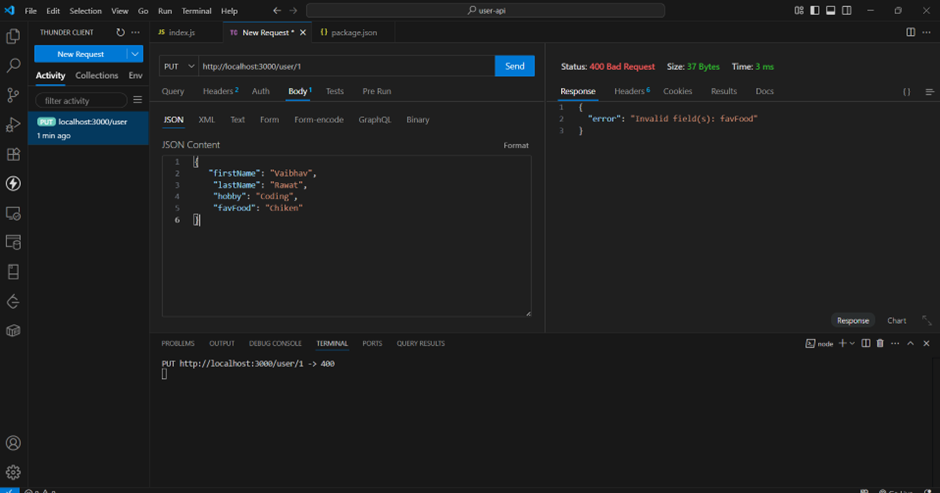 File Edit Selection View Go Run Terminal Help user-api
THUNDER CLIENT
New Request
Activity Collections Env
filter activity
PUT localhost:3000/user
1 min ago
JS index.js TC New Request * {} package.json
PUT http://localhost:3000/user/1 Send
Query Headers 2 Auth Body 1 Tests Pre Run
JSON XML Text Form Form-encode GraphQL Binary
JSON Content Format
1 {
2 "firstName": "Vaibhav",
3 "lastName": "Rawat",
4 "hobby": "Coding",
5 "favFood": "Chiken"
6 }
Status: 400 Bad Request Size: 37 Bytes Time: 3 ms
Response Headers 6 Cookies Results Docs {}
1 {
2 "error": "Invalid field(s): favFood"
3 }
Response Chart
PROBLEMS OUTPUT DEBUG CONSOLE TERMINAL PORTS QUERY RESULTS node
PUT http://localhost:3000/user/1 -> 400